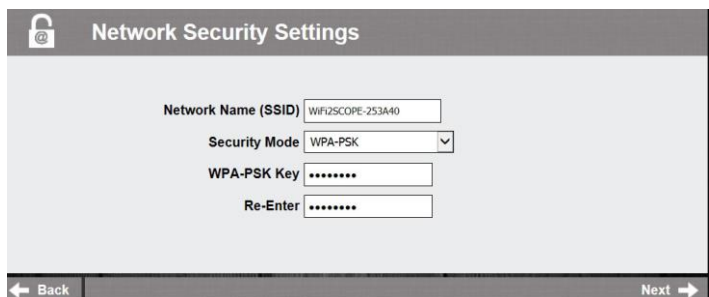 Network Security Settings
Network Name (SSID) WiFi2SCOPE-253A40
Security Mode WPA-PSK
WPA-PSK Key ••••••••
Re-Enter ••••••••
Back Next